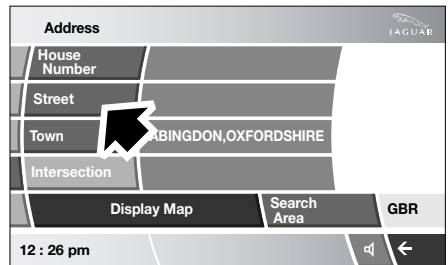 Address
JAGUAR
House
Number
Street
Town
ABINGDON,OXFORDSHIRE
Intersection
Display Map
Search
Area
GBR
12 : 26 pm